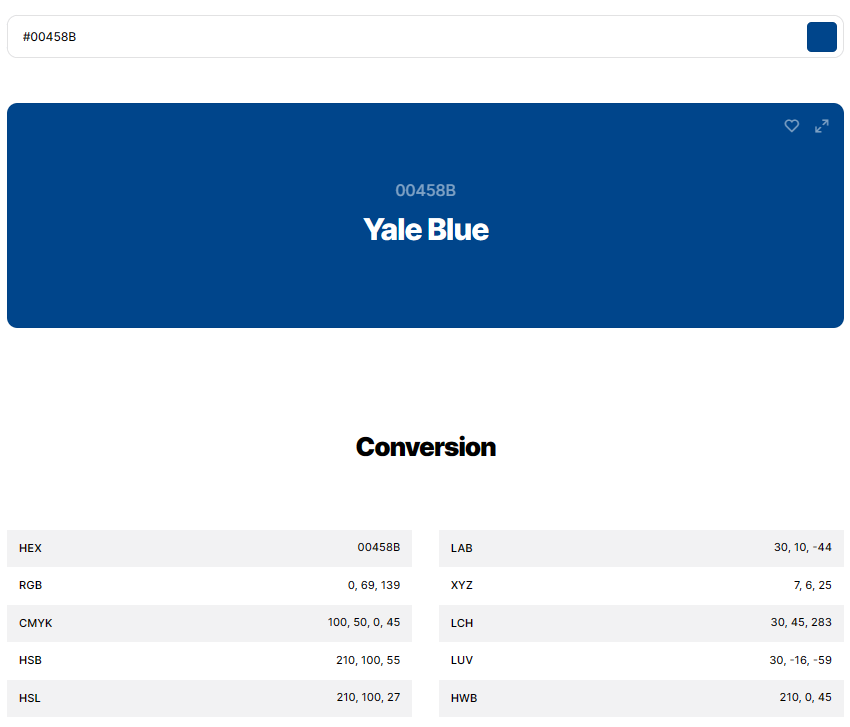 #00458B
00458B
Yale Blue
Conversion
HEX 00458B
RGB 0, 69, 139
CMYK 100, 50, 0, 45
HSB 210, 100, 55
HSL 210, 100, 27
LAB 30, 10, -44
XYZ 7, 6, 25
LCH 30, 45, 283
LUV 30, -16, -59
HWB 210, 0, 45